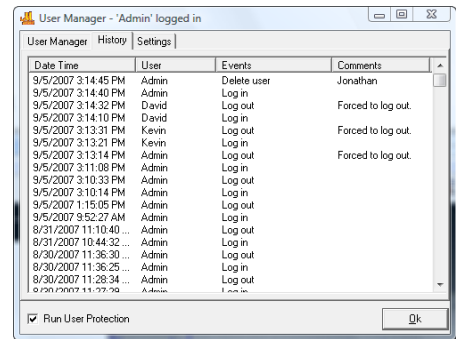 User Manager - 'Admin' logged in
User Manager History Settings
Date Time User Events Comments
9/5/2007 3:14:45 PM Admin Delete user Jonathan
9/5/2007 3:14:40 PM Admin Log in
9/5/2007 3:14:32 PM David Log out Forced to log out.
9/5/2007 3:14:10 PM David Log in
9/5/2007 3:13:31 PM Kevin Log out Forced to log out.
9/5/2007 3:13:21 PM Kevin Log in
9/5/2007 3:13:14 PM Admin Log out Forced to log out.
9/5/2007 3:11:08 PM Admin Log in
9/5/2007 3:10:33 PM Admin Log out
9/5/2007 3:10:14 PM Admin Log in
9/5/2007 1:15:05 PM Admin Log out
9/5/2007 9:52:27 AM Admin Log in
8/31/2007 11:10:40 ... Admin Log out
8/31/2007 10:44:32 ... Admin Log in
8/30/2007 11:36:30 ... Admin Log out
8/30/2007 11:36:25 ... Admin Log in
8/30/2007 11:28:34 ... Admin Log out
8/30/2007 11:27:29 Admin Log in
Run User Protection Ok